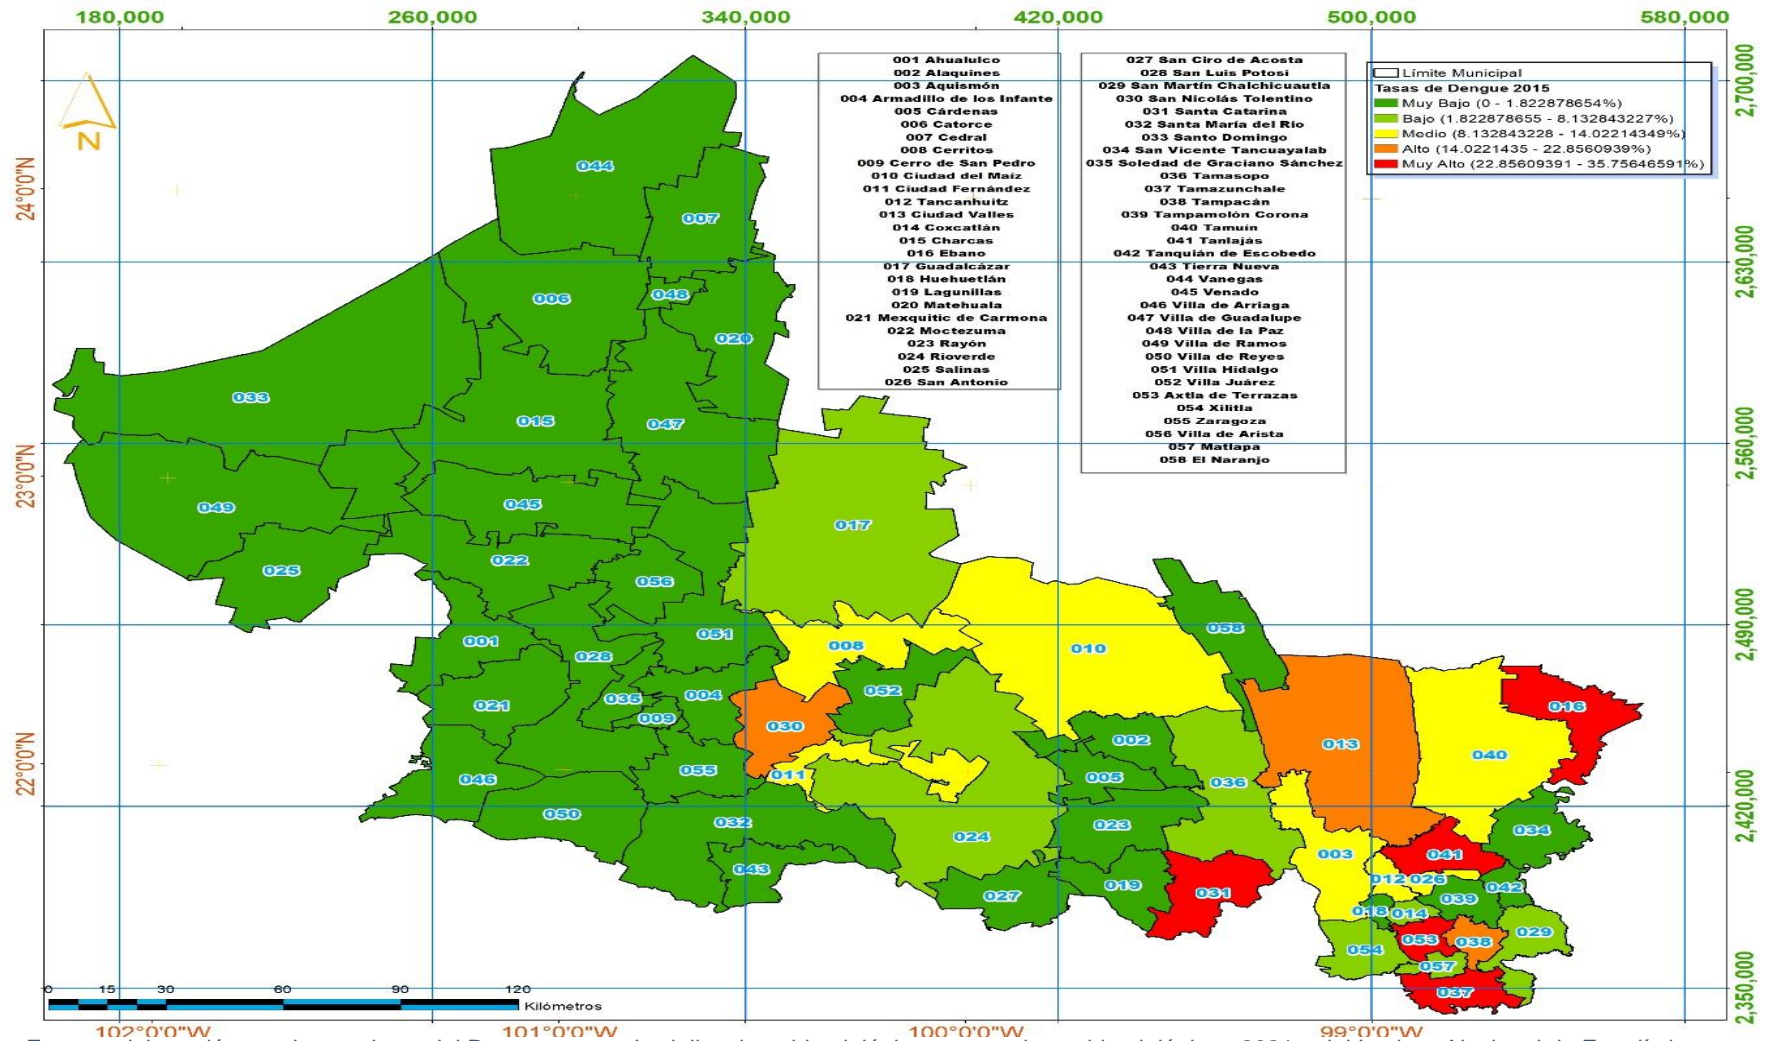 180,000 260,000 340,000 420,000 500,000 580,000
001 Ahualulco
002 Alaquines
003 Aquismón
004 Armadillo de los Infante
005 Cárdenas
006 Catorce
007 Cedral
008 Cerritos
009 Cerro de San Pedro
010 Ciudad del Maíz
011 Ciudad Fernández
012 Tancanhuitz
013 Ciudad Valles
014 Coxcatlán
015 Charcas
016 Ebano
017 Guadalcázar
018 Huehuetlán
019 Lagunillas
020 Matehuala
021 Mexquitic de Carmona
022 Moctezuma
023 Rayón
024 Rioverde
025 Salinas
026 San Antonio
027 San Ciro de Acosta
028 San Luis Potosí
029 San Martín Chalchicuautla
030 San Nicolás Tolentino
031 Santa Catarina
032 Santa María del Río
033 Santo Domingo
034 San Vicente Tancuayalab
035 Soledad de Graciano Sánchez
036 Tamasopo
037 Tamazunchale
038 Tampacán
039 Tampamolón Corona
040 Tamuín
041 Tanlajás
042 Tanquián de Escobedo
043 Tierra Nueva
044 Vanegas
045 Venado
046 Villa de Arriaga
047 Villa de Guadalupe
048 Villa de la Paz
049 Villa de Ramos
050 Villa de Reyes
051 Villa Hidalgo
052 Villa Juárez
053 Axtla de Terrazas
054 Xilitla
055 Zaragoza
056 Villa de Arista
057 Matlapa
058 El Naranjo
Límite Municipal
Tasas de Dengue 2015
Muy Bajo (0 - 1.822878654%)
Bajo (1.822878655 - 8.132843227%)
Medio (8.132843228 - 14.02214349%)
Alto (14.0221435 - 22.8560939%)
Muy Alto (22.85609391 - 35.75646591%)
N
24°0'0"N
23°0'0"N
22°0'0"N
2,700,000
2,630,000
2,560,000
2,490,000
2,420,000
2,350,000
044
007
006
048
020
033
015
047
049
045
017
025
022
056
058
001
028
051
008
010
021
035
004
009
052
030
016
013
040
002
055
011
005
036
046
050
032
024
023
034
003
041
043
027
019
031
012
026
042
039
018
014
054
053
038
029
057
037
0 15 30 60 90 120
Kilómetros
102°0'0"W 101°0'0"W 100°0'0"W 99°0'0"W